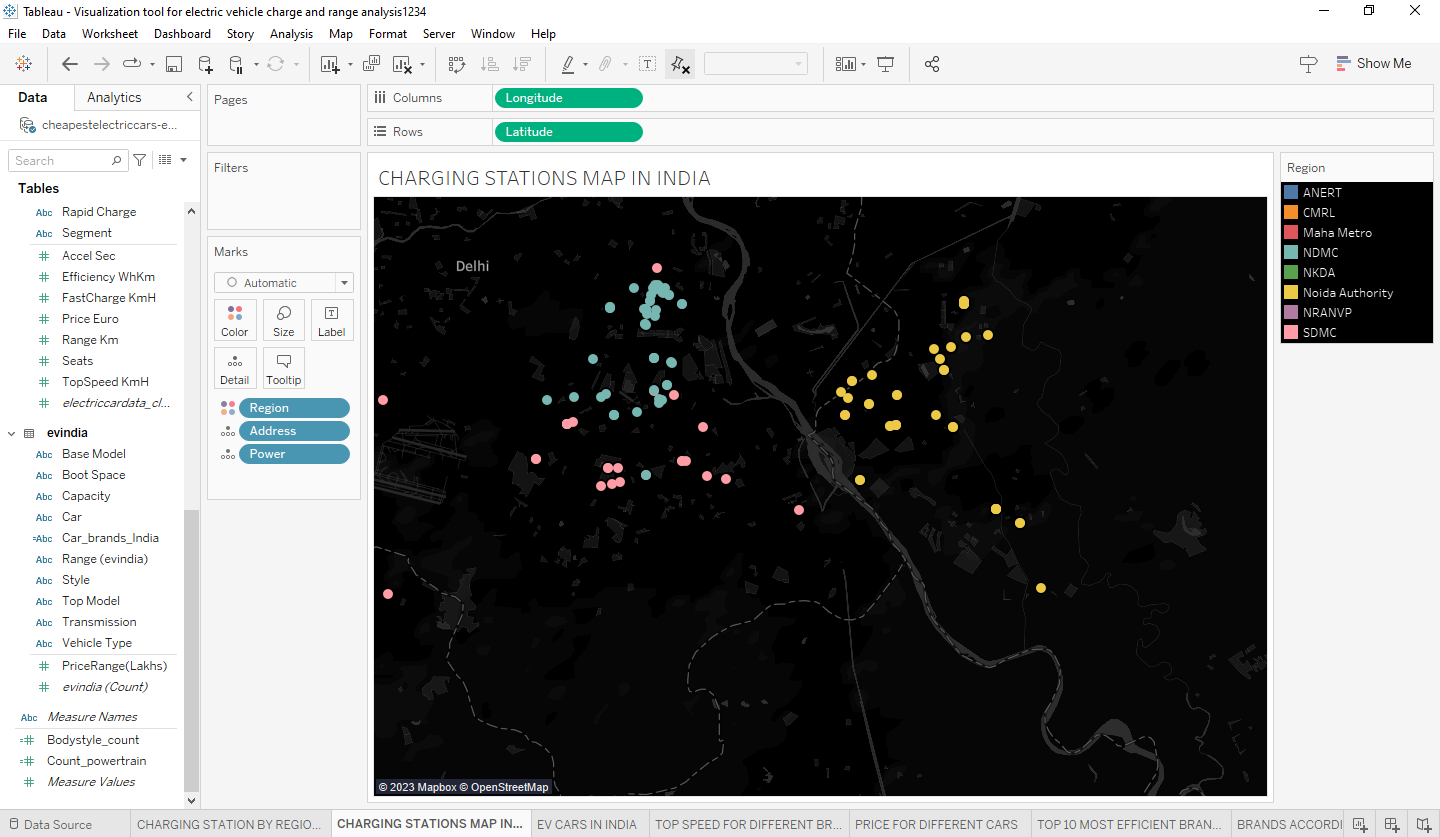 Tableau - Visualization tool for electric vehicle charge and range analysis1234
File Data Worksheet Dashboard Story Analysis Map Format Server Window Help
Show Me
Data Analytics
cheapestelectriccars-e...
Search
Tables
Abc Rapid Charge
Abc Segment
# Accel Sec
# Efficiency WhKm
# FastCharge KmH
# Price Euro
# Range Km
# Seats
# TopSpeed KmH
# electriccardata_cl...
evindia
Abc Base Model
Abc Boot Space
Abc Capacity
Abc Car
=Abc Car_brands_India
Abc Range (evindia)
Abc Style
Abc Top Model
Abc Transmission
Abc Vehicle Type
# PriceRange(Lakhs)
# evindia (Count)
Abc Measure Names
=# Bodystyle_count
=# Count_powertrain
# Measure Values
Pages
Filters
Marks
Automatic
Color Size Label
Detail Tooltip
Region
Address
Power
Columns Longitude
Rows Latitude
CHARGING STATIONS MAP IN INDIA
Delhi
© 2023 Mapbox © OpenStreetMap
Region
ANERT
CMRL
Maha Metro
NDMC
NKDA
Noida Authority
NRANVP
SDMC
Data Source CHARGING STATION BY REGIO... CHARGING STATIONS MAP IN... EV CARS IN INDIA TOP SPEED FOR DIFFERENT BR... PRICE FOR DIFFERENT CARS TOP 10 MOST EFFICIENT BRAN... BRANDS ACCORDI